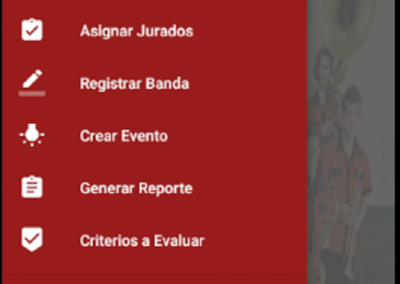 Asignar Jurados
Registrar Banda
Crear Evento
Generar Reporte
Criterios a Evaluar